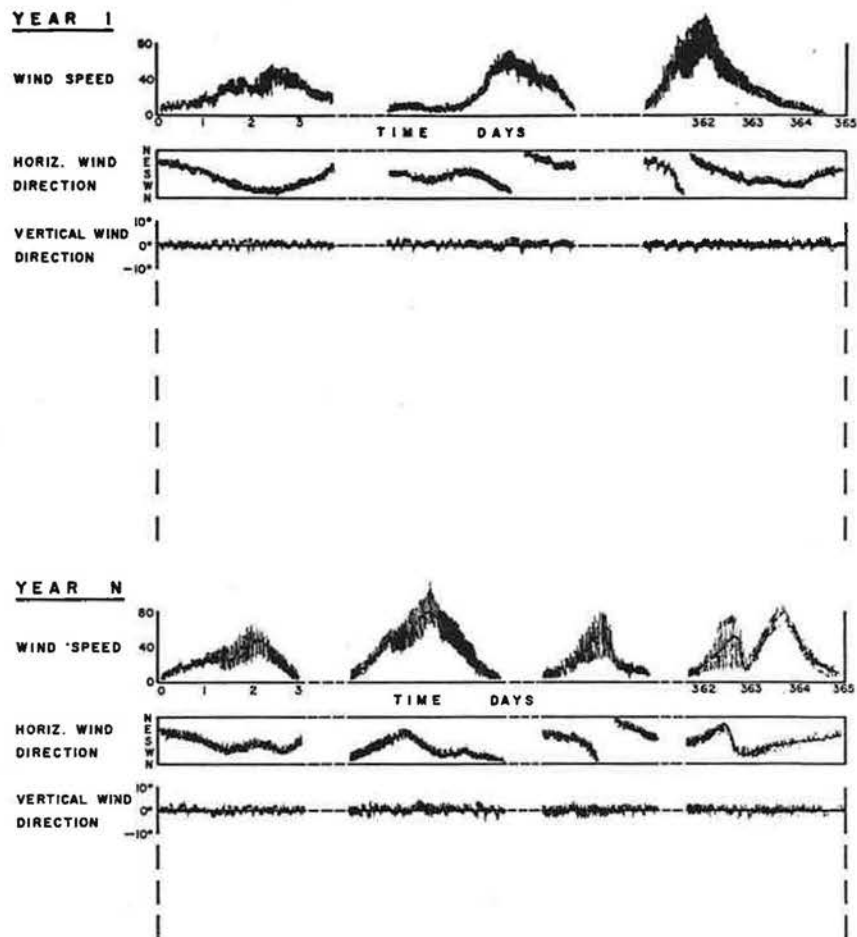 YEAR 1
80
WIND SPEED
40
0
0 1 2 3 362 363 364 365
TIME DAYS
N
HORIZ. WIND DIRECTION
E
S
W
N
VERTICAL WIND DIRECTION
10°
0°
-10°
YEAR N
80
WIND SPEED
40
0
0 1 2 3 362 363 364 365
TIME DAYS
N
HORIZ. WIND DIRECTION
E
S
W
N
VERTICAL WIND DIRECTION
10°
0°
-10°